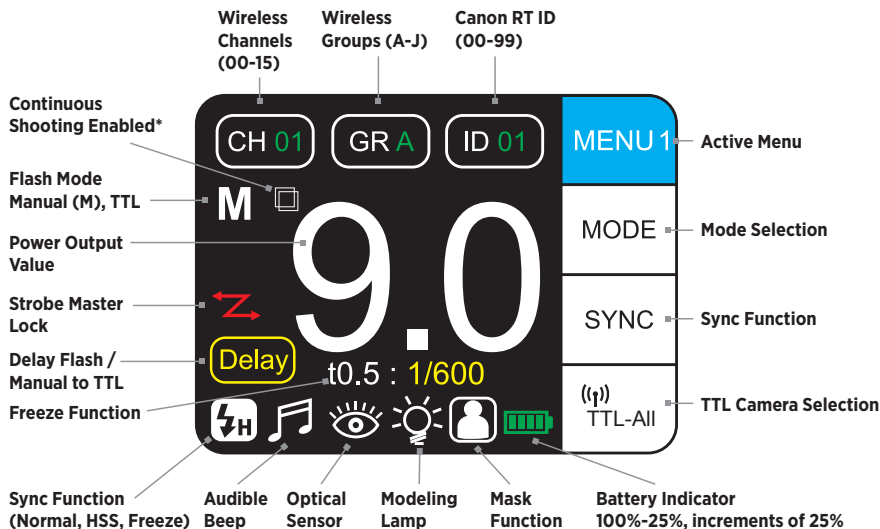 Wireless
Channels
(00-15)
Wireless
Groups (A-J)
Canon RT ID
(00-99)
Continuous
Shooting Enabled*
CH 01
GR A
ID 01
MENU 1
Active Menu
Flash Mode
Manual (M), TTL
M
9.0
MODE
Mode Selection
Power Output
Value
Strobe Master
Lock
SYNC
Sync Function
Delay Flash /
Manual to TTL
Delay
t0.5 : 1/600
Freeze Function
TTL-All
TTL Camera Selection
H
Sync Function
(Normal, HSS, Freeze)
Audible
Beep
Optical
Sensor
Modeling
Lamp
Mask
Function
Battery Indicator
100%-25%, increments of 25%